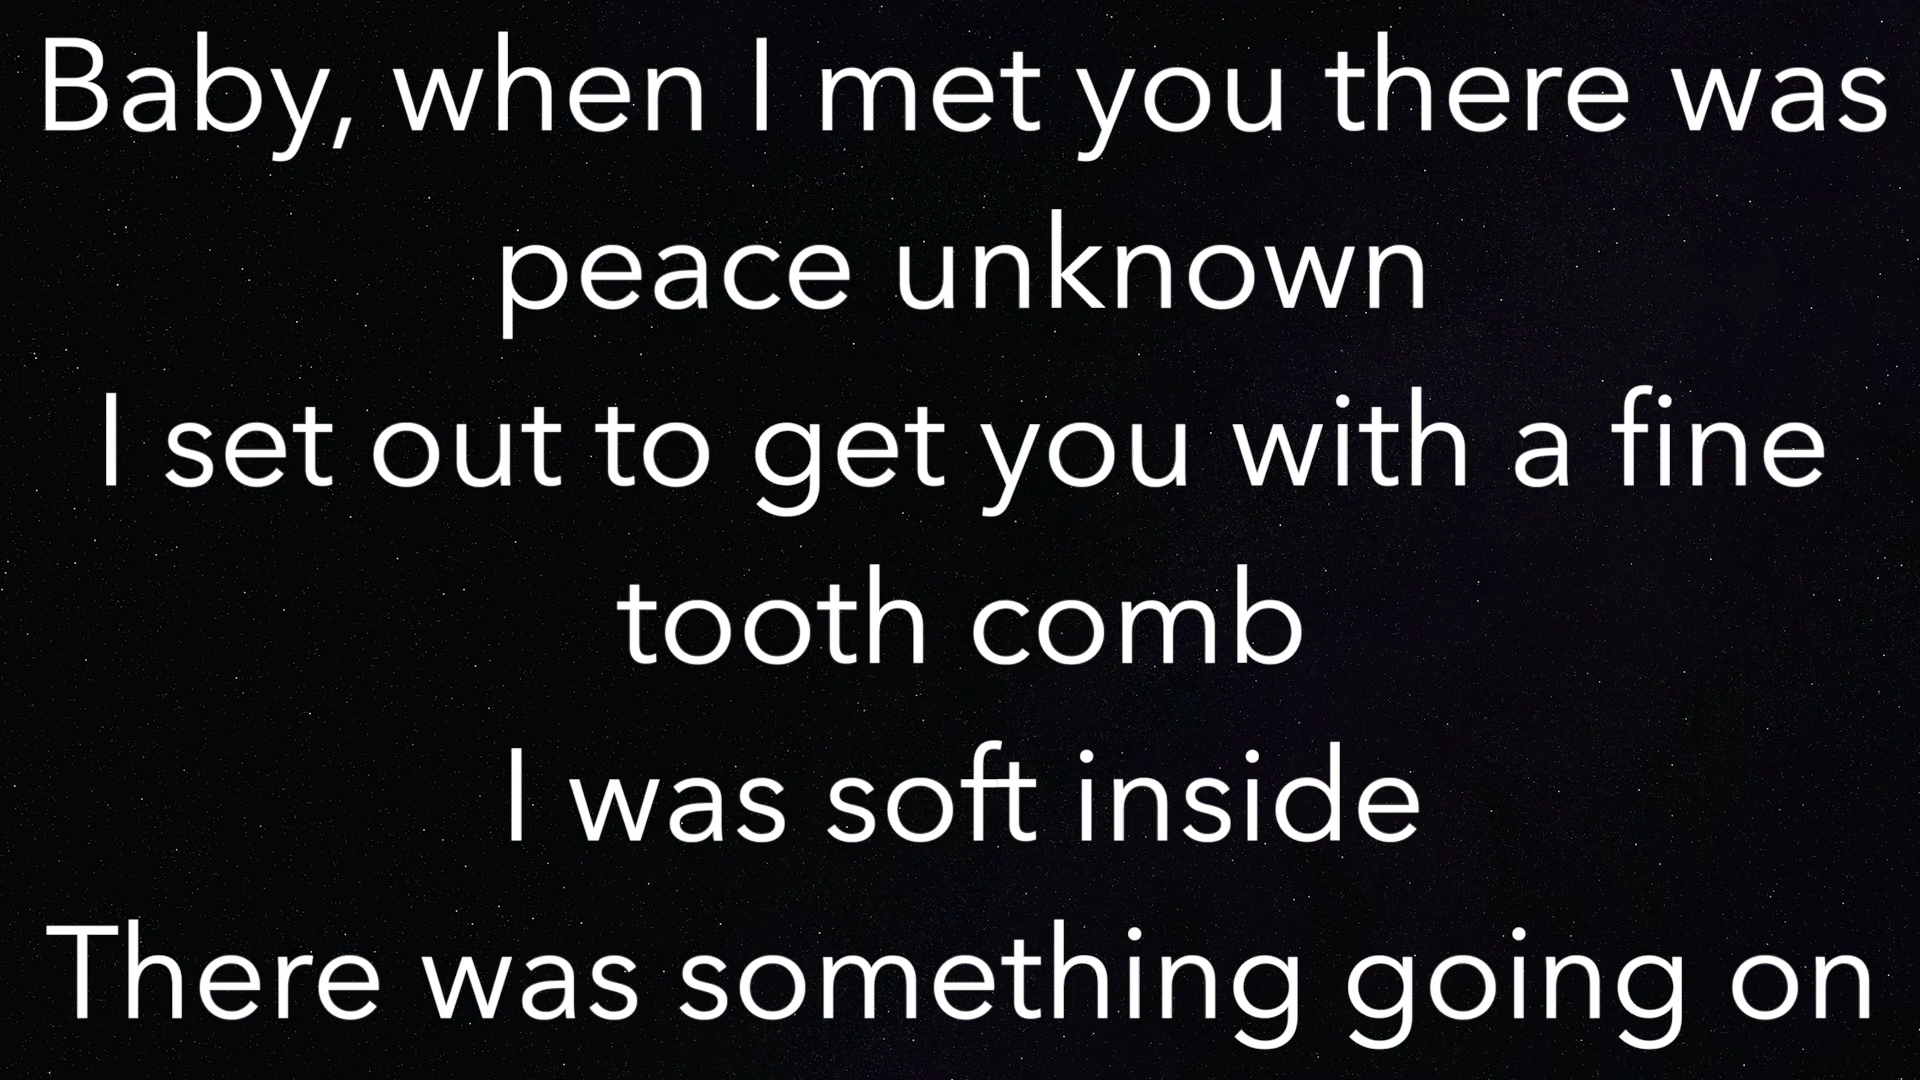 Baby, when I met you there was
peace unknown
I set out to get you with a fine
tooth comb
I was soft inside
There was something going on